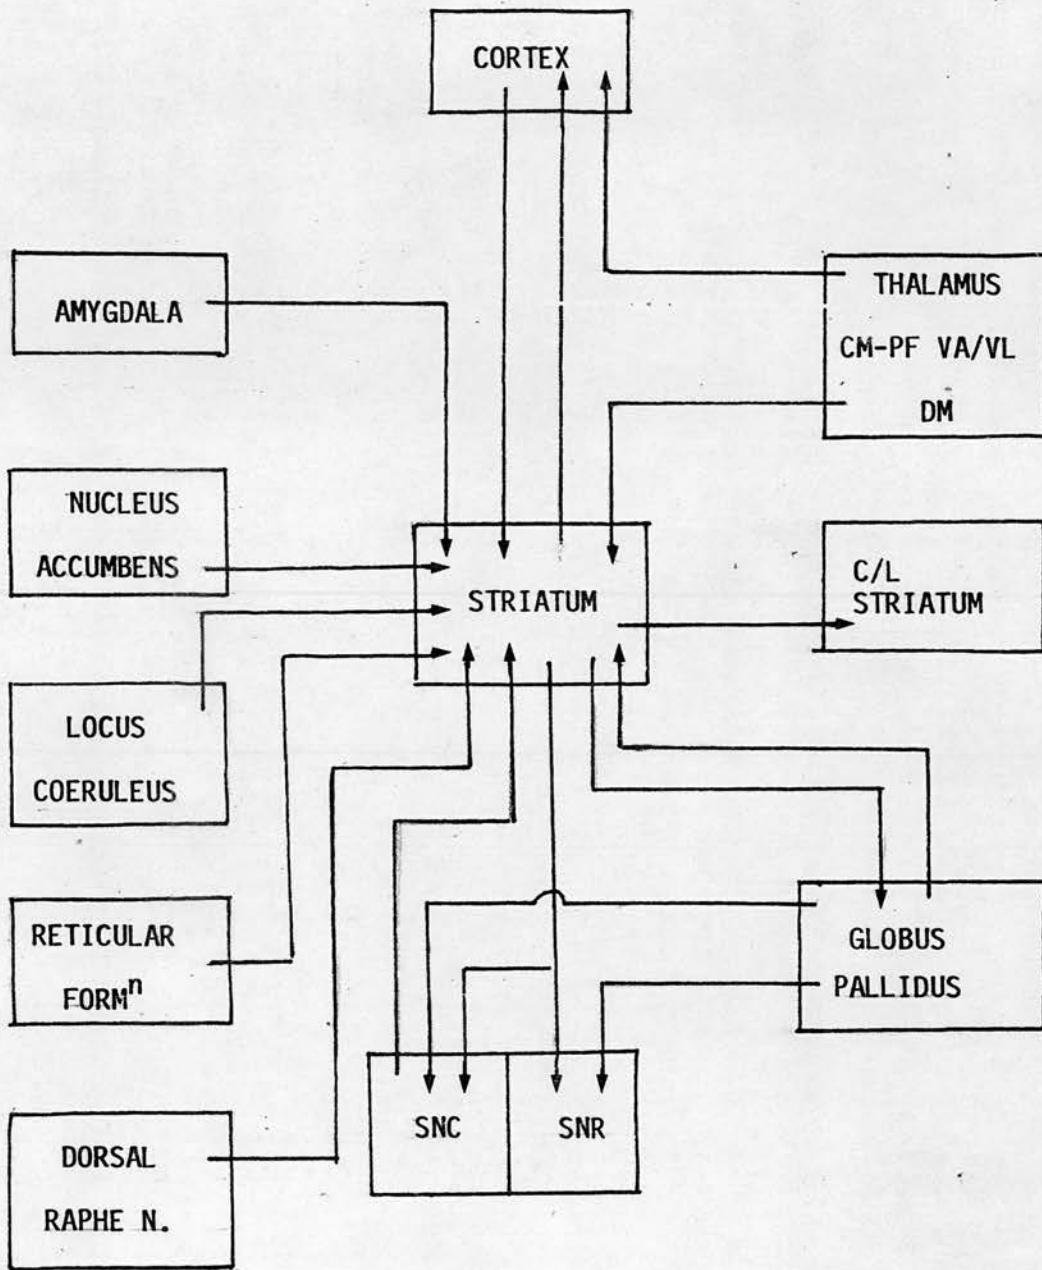 CORTEX
AMYGDALA
THALAMUS
CM-PF VA/VL
DM
NUCLEUS
ACCUMBENS
STRIATUM
C/L
STRIATUM
LOCUS
COERULEUS
RETICULAR
FORMⁿ
GLOBUS
PALLIDUS
SNC
SNR
DORSAL
RAPHE N.